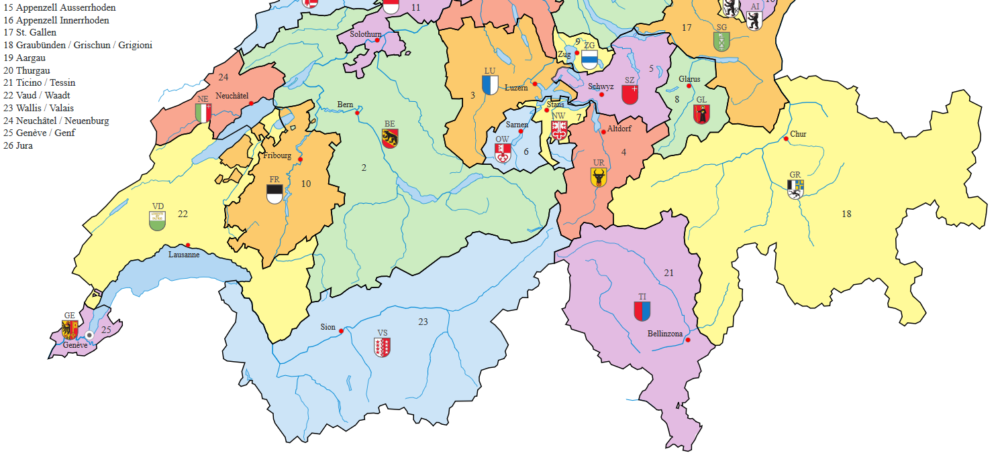 15 Appenzell Ausserrhoden
16 Appenzell Innerrhoden
17 St. Gallen
18 Graubünden / Grischun / Grigioni
19 Aargau
20 Thurgau
21 Ticino / Tessin
22 Vaud / Waadt
23 Wallis / Valais
24 Neuchâtel / Neuenburg
25 Genève / Genf
26 Jura
11
AI
17
SG
Solothurn
9
ZG
Zug
5
24
LU
SZ
Glarus
Luzern
Schwyz
NE
Neuchâtel
3
8
GL
Bern
Stans
7
NW
BE
Sarnen
Altdorf
Chur
OW
6
4
Fribourg
UR
2
FR
10
GR
VD
22
18
Lausanne
21
TI
GE
25
Genève
Sion
23
VS
Bellinzona